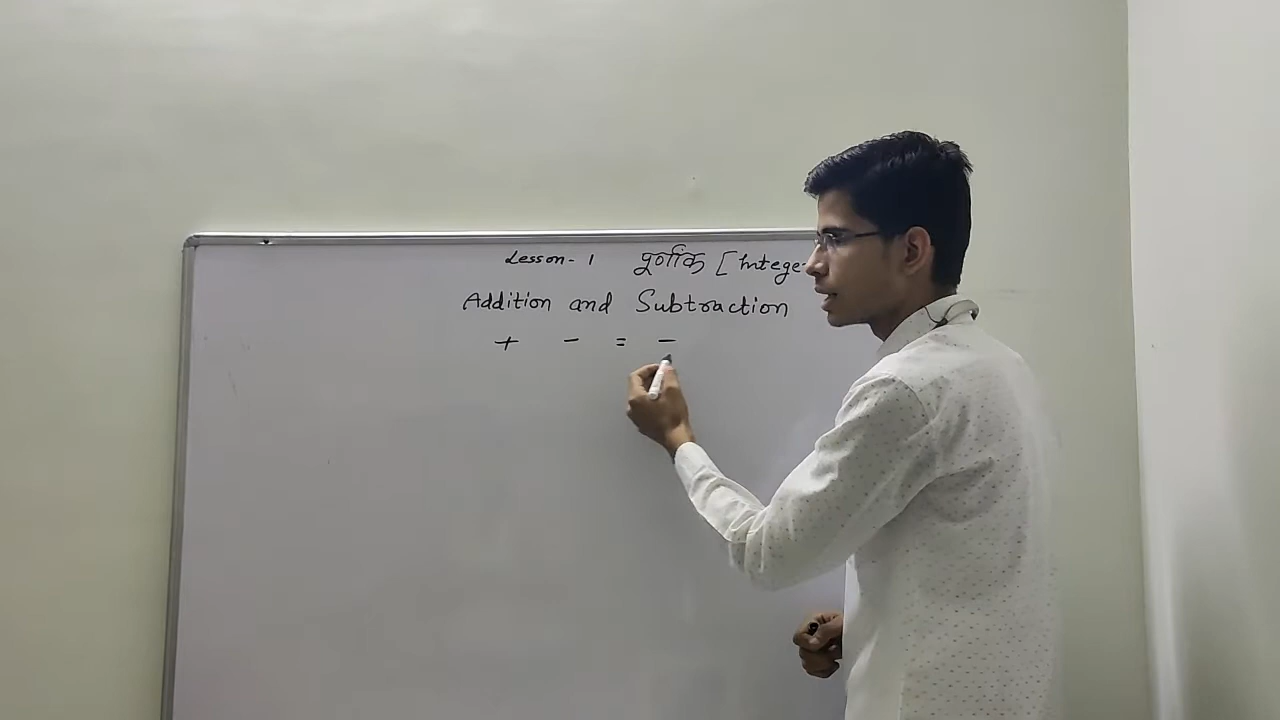 Lesson - 1 पूर्णांक [Intege
Addition and Subtraction
+ - = -